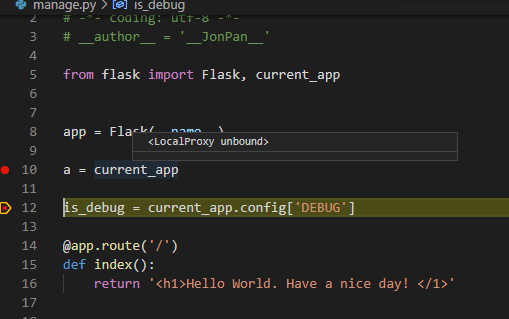 manage.py > is_debug
2 # -*- coding: utf-8 -*-
3 # __author__ = '__JonPan__'
4
5 from flask import Flask, current_app
6
7
8 app = Flask(__name__)
<LocalProxy unbound>
9
10 a = current_app
11
12 is_debug = current_app.config['DEBUG']
13
14 @app.route('/')
15 def index():
16 return '<h1>Hello World. Have a nice day! </1>'
17
18